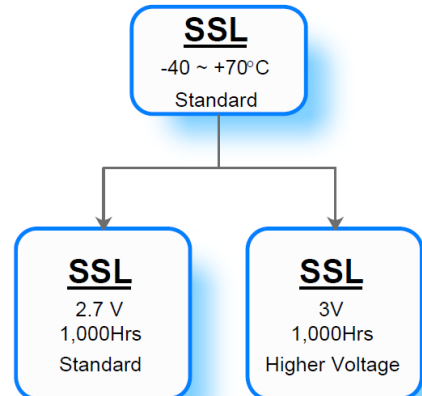 SSL
-40 ~ +70°C
Standard
SSL
2.7 V
1,000Hrs
Standard
SSL
3V
1,000Hrs
Higher Voltage